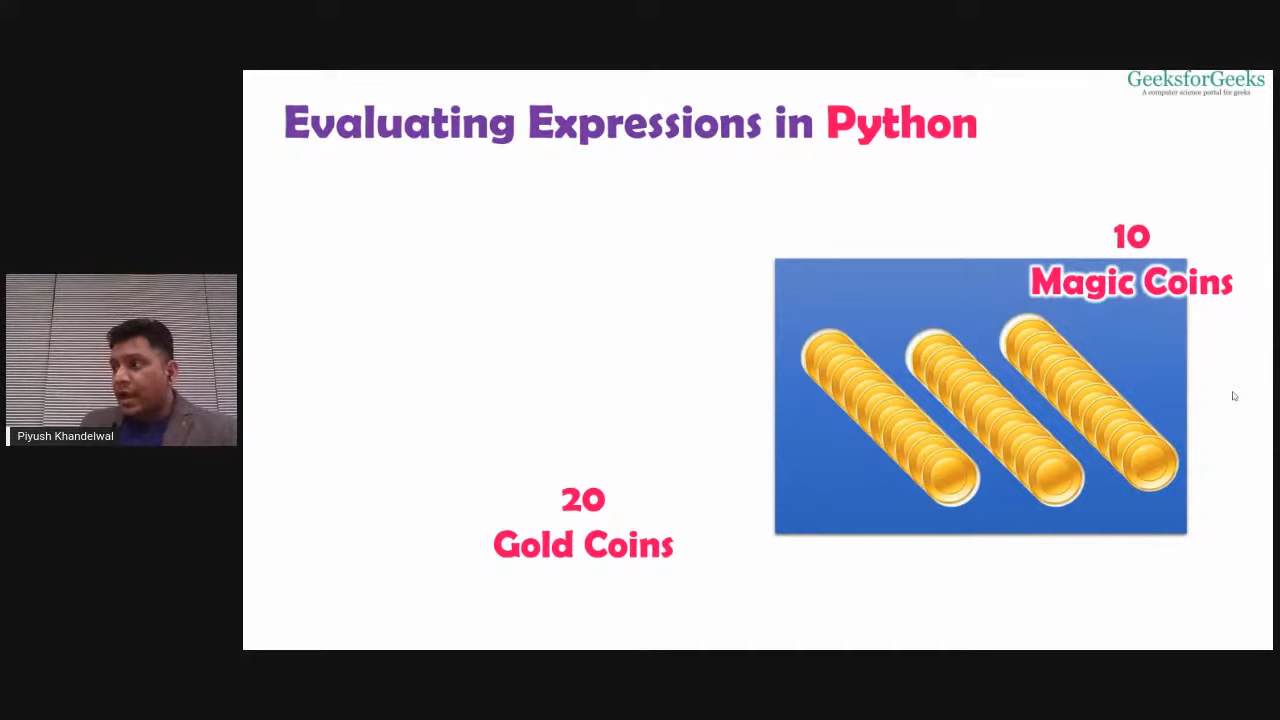 GeeksforGeeks
A computer science portal for geeks
Evaluating Expressions in Python
10
Magic Coins
Piyush Khandelwal
20
Gold Coins